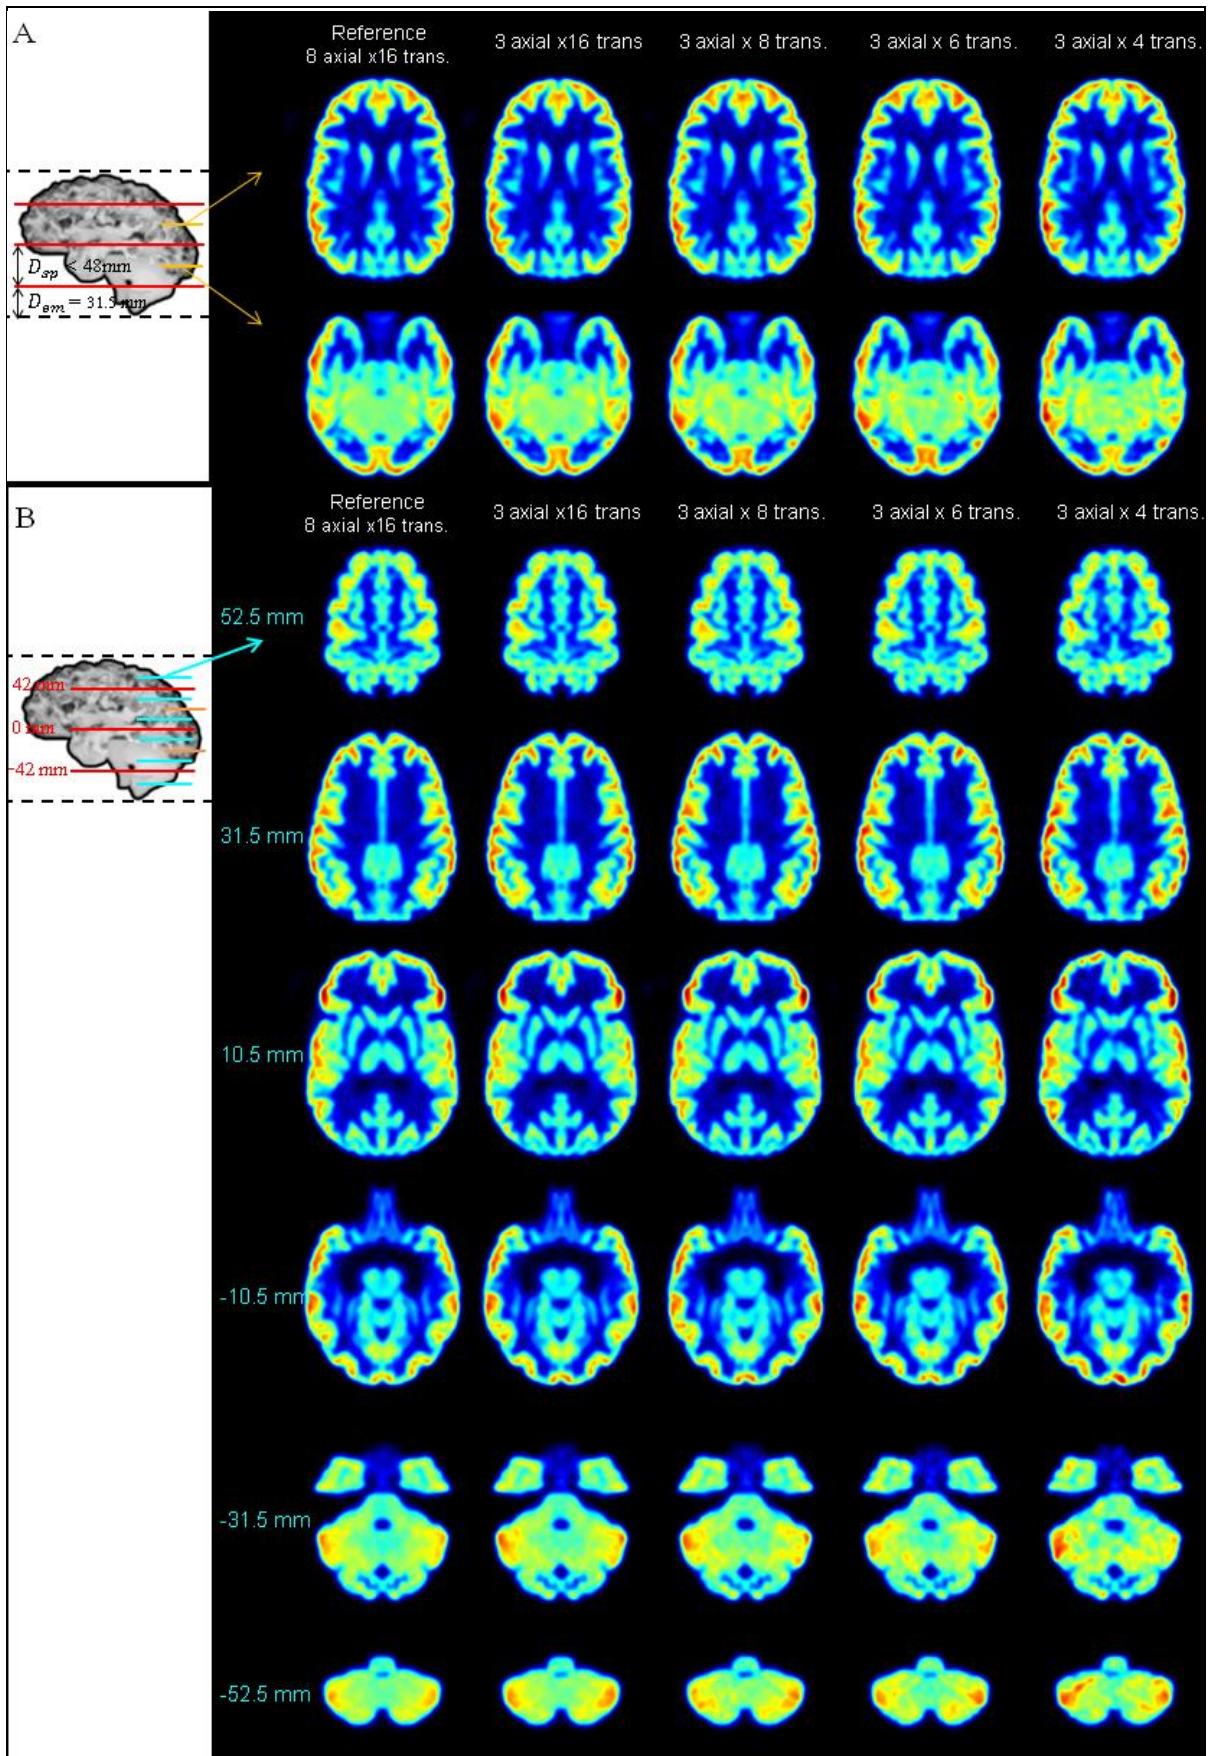 A
Reference
8 axial x16 trans.
3 axial x16 trans
3 axial x 8 trans.
3 axial x 6 trans.
3 axial x 4 trans.
D_sp < 48mm
D_em = 31.5 mm
B
Reference
8 axial x16 trans.
3 axial x16 trans
3 axial x 8 trans.
3 axial x 6 trans.
3 axial x 4 trans.
52.5 mm
42 mm
0 mm
-42 mm
31.5 mm
10.5 mm
-10.5 mm
-31.5 mm
-52.5 mm